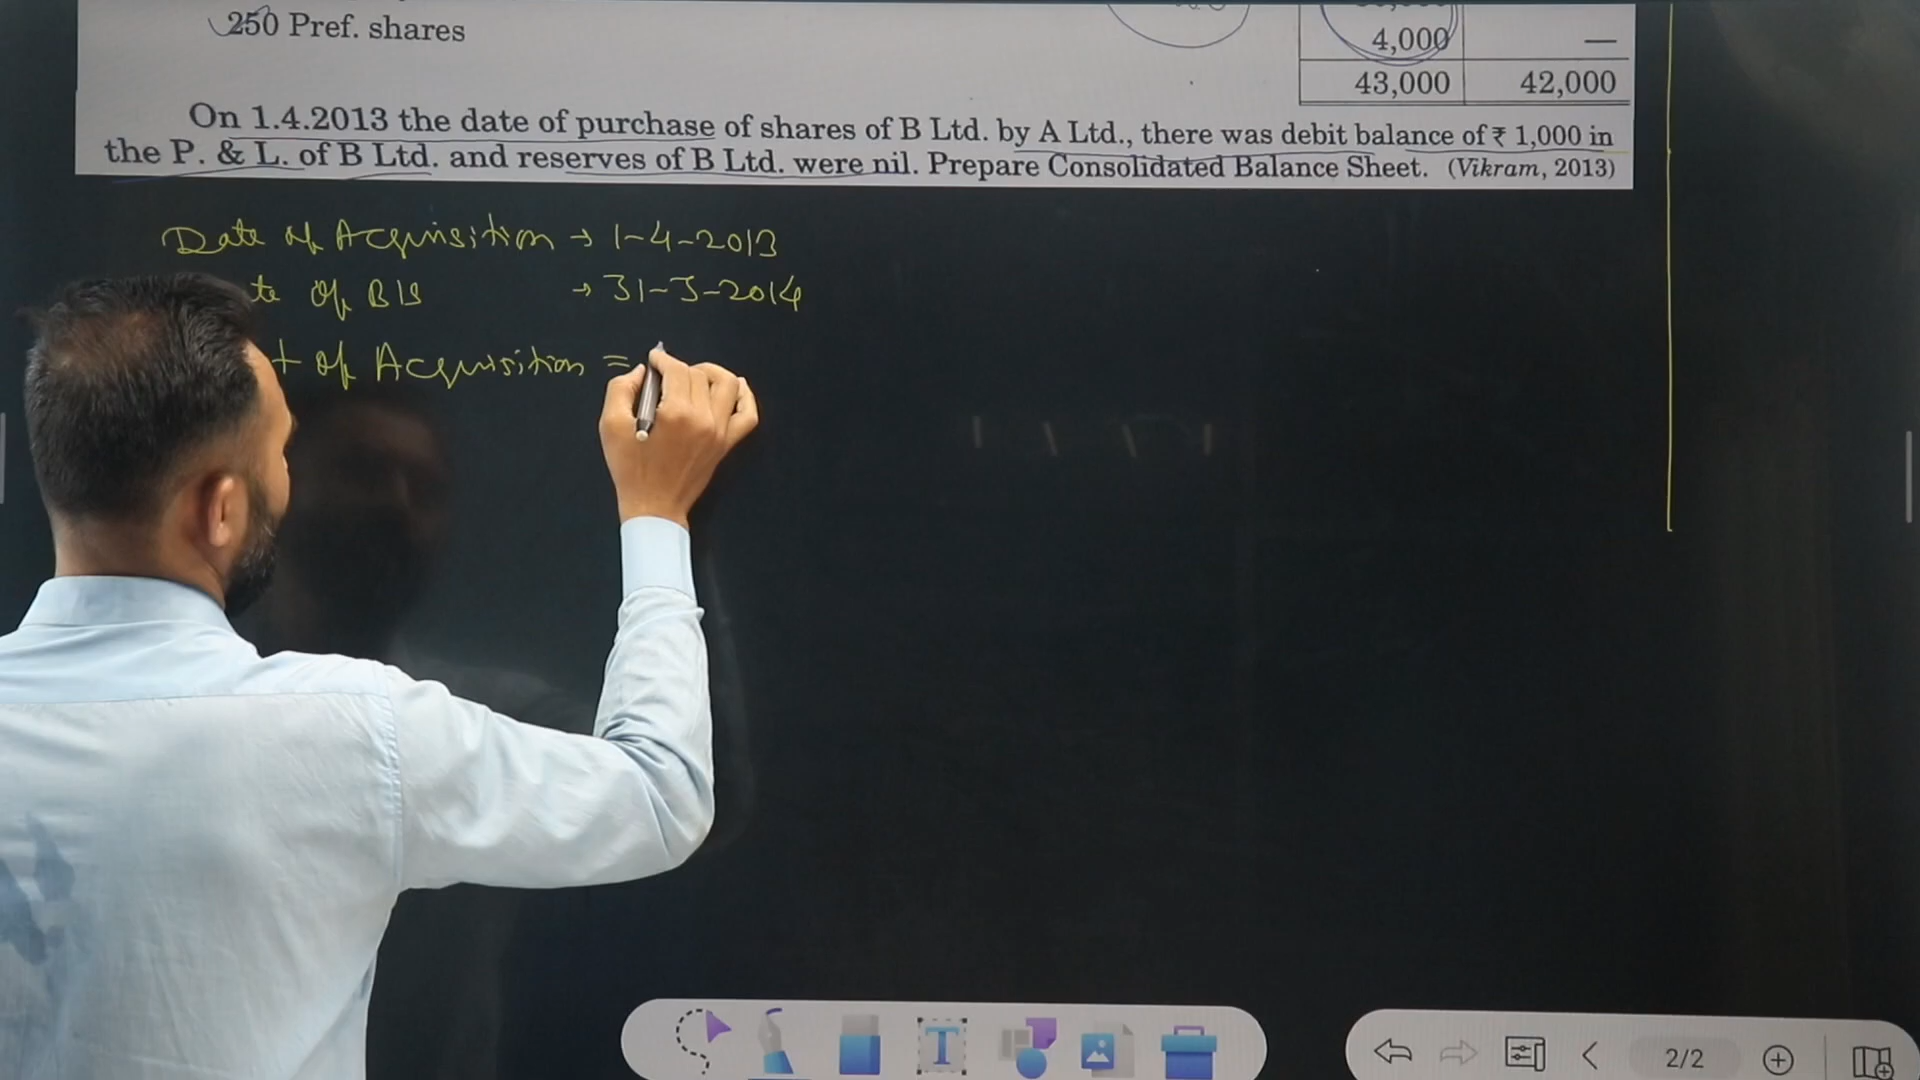 250 Pref. shares
4,000 —
43,000 42,000
On 1.4.2013 the date of purchase of shares of B Ltd. by A Ltd., there was debit balance of ₹ 1,000 in
the P. & L. of B Ltd. and reserves of B Ltd. were nil. Prepare Consolidated Balance Sheet. (Vikram, 2013)
Date of Acquisition → 1-4-2013
te of B/S → 31-3-2014
t of Acquisition =
T
2/2